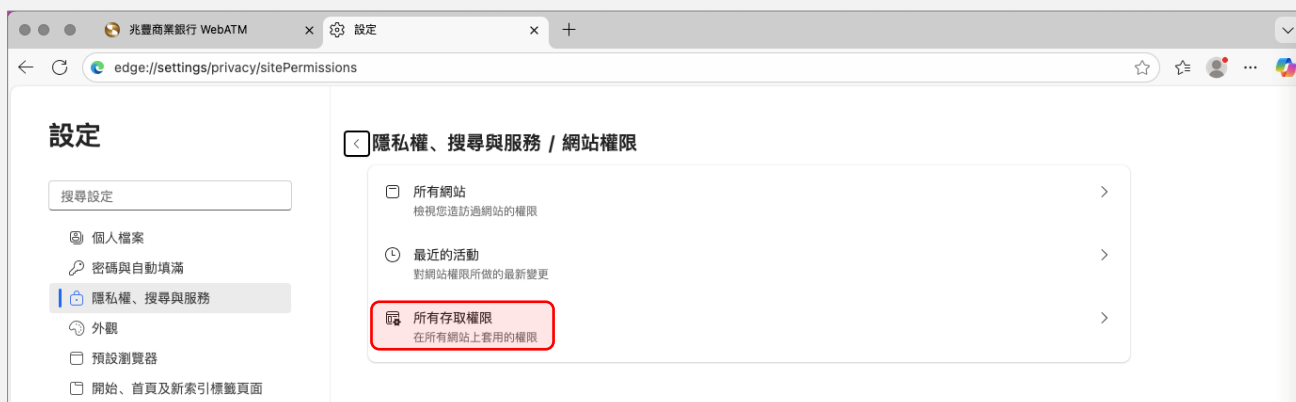 兆豐商業銀行 WebATM
設定
edge://settings/privacy/sitePermissions
設定
搜尋設定
個人檔案
密碼與自動填滿
隱私權、搜尋與服務
外觀
預設瀏覽器
開始、首頁及新索引標籤頁面
隱私權、搜尋與服務 / 網站權限
所有網站
檢視您造訪過網站的權限
最近的活動
對網站權限所做的最新變更
所有存取權限
在所有網站上套用的權限